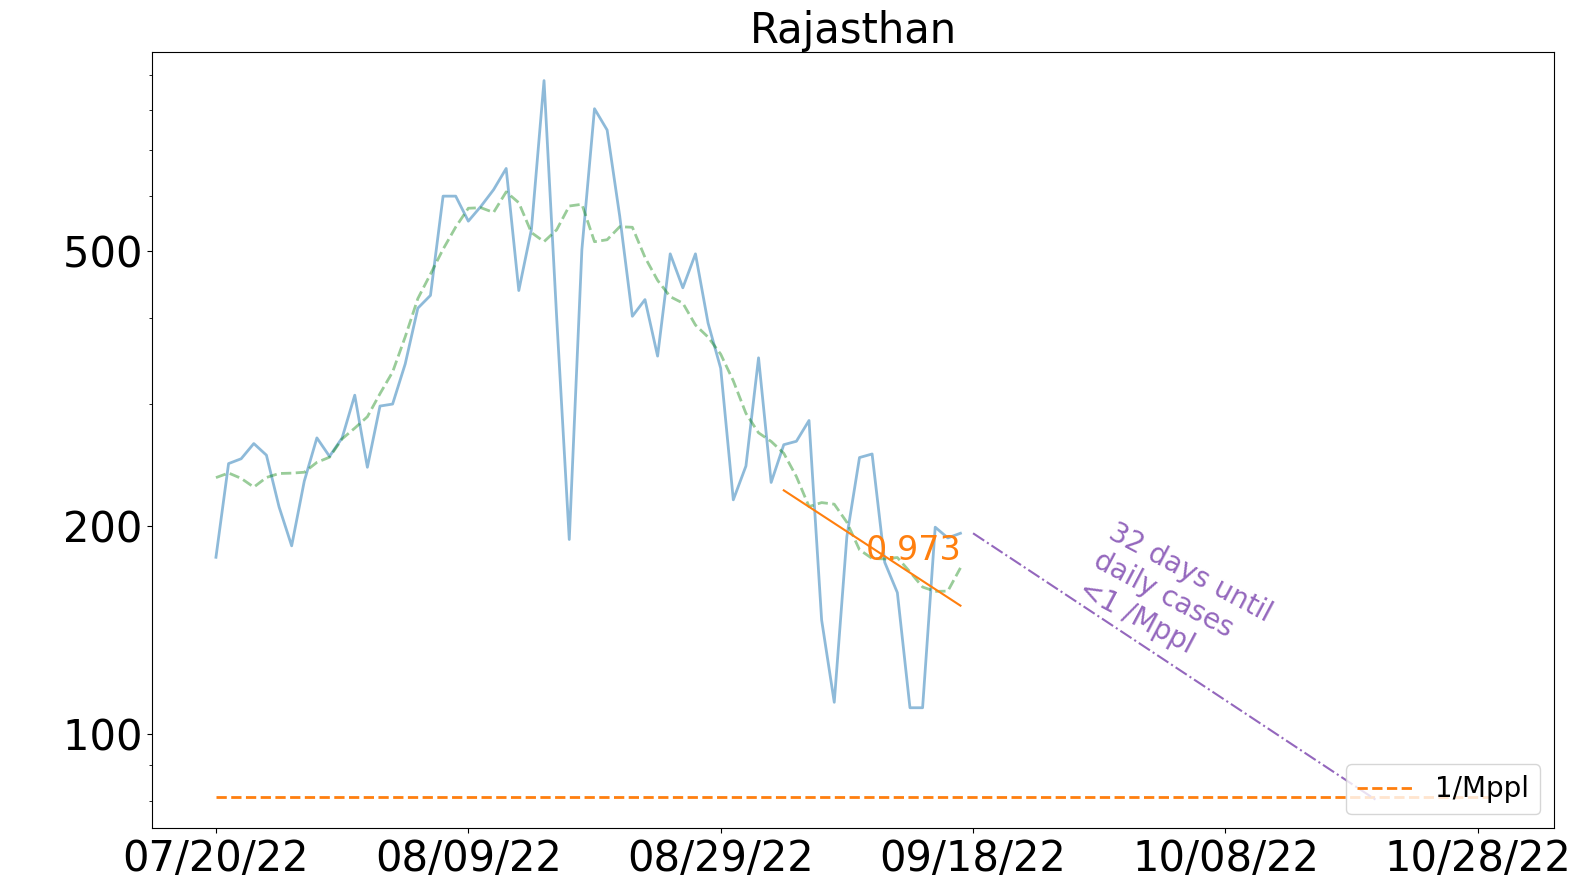 Rajasthan
500
200
100
0.973
32 days until
daily cases
<1 /Mppl
1/Mppl
07/20/22
08/09/22
08/29/22
09/18/22
10/08/22
10/28/22